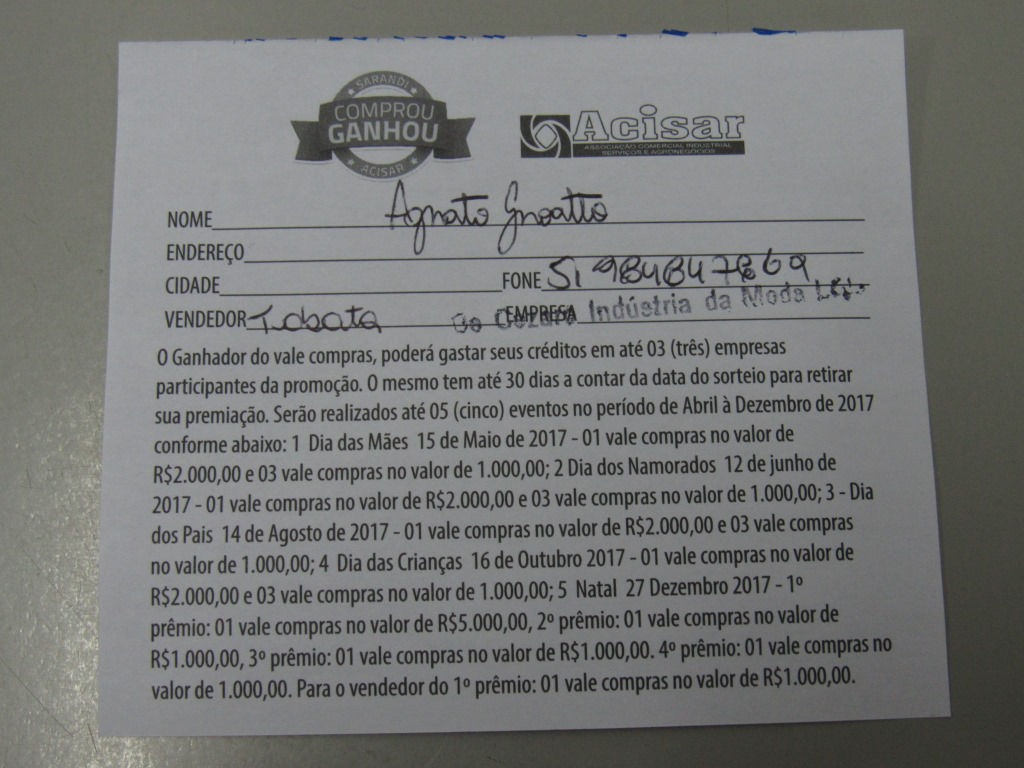 SARANDI
COMPROU
GANHOU
ACISAR
Acisar
ASSOCIAÇÃO COMERCIAL INDUSTRIAL
SERVIÇOS E AGRONEGÓCIOS
NOME Agnato Gnoatto
ENDEREÇO
CIDADE FONE 51
VENDEDOR Tabata EMPRESA Indústria da Moda Ltda
O Ganhador do vale compras, poderá gastar seus créditos em até 03 (três) empresas
participantes da promoção. O mesmo tem até 30 dias a contar da data do sorteio para retirar
sua premiação. Serão realizados até 05 (cinco) eventos no período de Abril à Dezembro de 2017
conforme abaixo: 1 Dia das Mães 15 de Maio de 2017 - 01 vale compras no valor de
R$2.000,00 e 03 vale compras no valor de 1.000,00; 2 Dia dos Namorados 12 de junho de
2017 - 01 vale compras no valor de R$2.000,00 e 03 vale compras no valor de 1.000,00; 3 - Dia
dos Pais 14 de Agosto de 2017 - 01 vale compras no valor de R$2.000,00 e 03 vale compras
no valor de 1.000,00; 4 Dia das Crianças 16 de Outubro 2017 - 01 vale compras no valor de
R$2.000,00 e 03 vale compras no valor de 1.000,00; 5 Natal 27 Dezembro 2017 - 1º
prêmio: 01 vale compras no valor de R$5.000,00, 2º prêmio: 01 vale compras no valor de
R$1.000,00, 3º prêmio: 01 vale compras no valor de R$1.000,00. 4º prêmio: 01 vale compras no
valor de 1.000,00. Para o vendedor do 1º prêmio: 01 vale compras no valor de R$1.000,00.